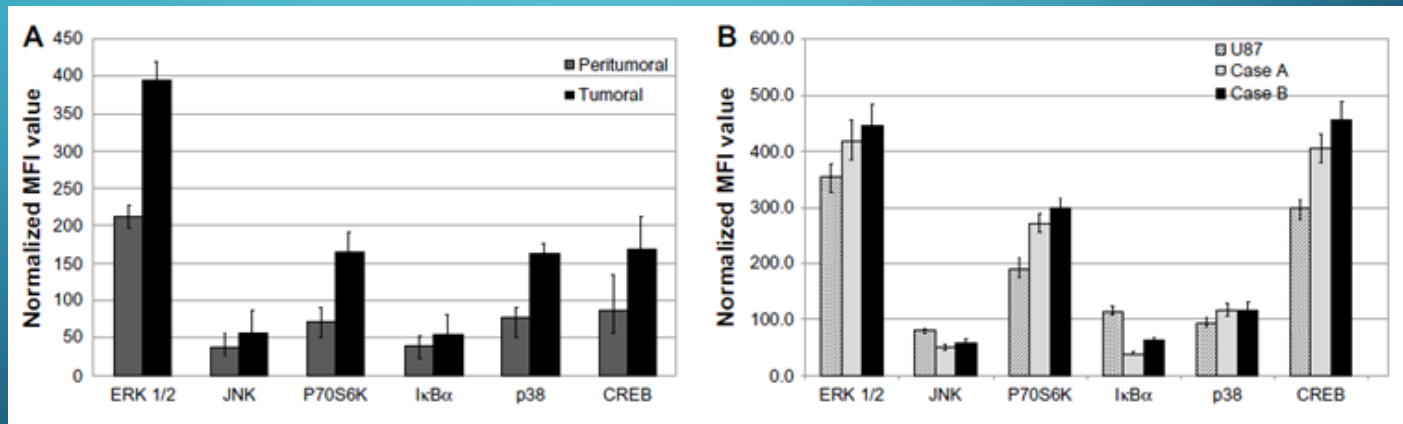 A
450
400
350
300
250
200
150
100
50
0
Normalized MFI value
Peritumoral
Tumoral
ERK 1/2 JNK P70S6K IκBα p38 CREB
B
600.0
500.0
400.0
300.0
200.0
100.0
0.0
Normalized MFI value
U87
Case A
Case B
ERK 1/2 JNK P70S6K IκBα p38 CREB